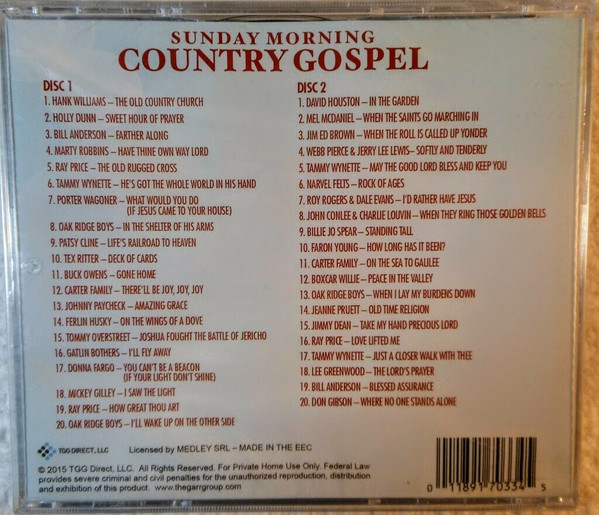 SUNDAY MORNING
COUNTRY GOSPEL
DISC 1
1. HANK WILLIAMS – THE OLD COUNTRY CHURCH
2. HOLLY DUNN – SWEET HOUR OF PRAYER
3. BILL ANDERSON – FARTHER ALONG
4. MARTY ROBBINS – HAVE THINE OWN WAY LORD
5. RAY PRICE – THE OLD RUGGED CROSS
6. TAMMY WYNETTE – HE'S GOT THE WHOLE WORLD IN HIS HAND
7. PORTER WAGONER – WHAT WOULD YOU DO
(IF JESUS CAME TO YOUR HOUSE)
8. OAK RIDGE BOYS – IN THE SHELTER OF HIS ARMS
9. PATSY CLINE – LIFE'S RAILROAD TO HEAVEN
10. TEX RITTER – DECK OF CARDS
11. BUCK OWENS – GONE HOME
12. CARTER FAMILY – THERE'LL BE JOY, JOY, JOY
13. JOHNNY PAYCHECK – AMAZING GRACE
14. FERLIN HUSKY – ON THE WINGS OF A DOVE
15. TOMMY OVERSTREET – JOSHUA FOUGHT THE BATTLE OF JERICHO
16. GATLIN BOTHERS – I'LL FLY AWAY
17. DONNA FARGO – YOU CAN'T BE A BEACON
(IF YOUR LIGHT DON'T SHINE)
18. MICKEY GILLEY – I SAW THE LIGHT
19. RAY PRICE – HOW GREAT THOU ART
20. OAK RIDGE BOYS – I'LL WAKE UP ON THE OTHER SIDE
DISC 2
1. DAVID HOUSTON – IN THE GARDEN
2. MEL MCDANIEL – WHEN THE SAINTS GO MARCHING IN
3. JIM ED BROWN – WHEN THE ROLL IS CALLED UP YONDER
4. WEBB PIERCE & JERRY LEE LEWIS– SOFTLY AND TENDERLY
5. TAMMY WYNETTE – MAY THE GOOD LORD BLESS AND KEEP YOU
6. NARVEL FELTS – ROCK OF AGES
7. ROY ROGERS & DALE EVANS – I'D RATHER HAVE JESUS
8. JOHN CONLEE & CHARLIE LOUVIN – WHEN THEY RING THOSE GOLDEN BELLS
9. BILLIE JO SPEAR – STANDING TALL
10. FARON YOUNG – HOW LONG HAS IT BEEN?
11. CARTER FAMILY – ON THE SEA TO GALILEE
12. BOXCAR WILLIE – PEACE IN THE VALLEY
13. OAK RIDGE BOYS – WHEN I LAY MY BURDENS DOWN
14. JEANNE PRUETT – OLD TIME RELIGION
15. JIMMY DEAN – TAKE MY HAND PRECIOUS LORD
16. RAY PRICE – LOVE LIFTED ME
17. TAMMY WYNETTE – JUST A CLOSER WALK WITH THEE
18. LEE GREENWOOD – THE LORD'S PRAYER
19. BILL ANDERSON – BLESSED ASSURANCE
20. DON GIBSON – WHERE NO ONE STANDS ALONE
TGG DIRECT, LLC Licensed by MEDLEY SRL – MADE IN THE EEC
© 2015 TGG Direct, LLC. All Rights Reserved. For Private Home Use Only. Federal Law
provides severe criminal and civil penalties for the unauthorized reproduction, distribution
and exhibition of this product. www.thegarrgroup.com
0 11891 70334 5